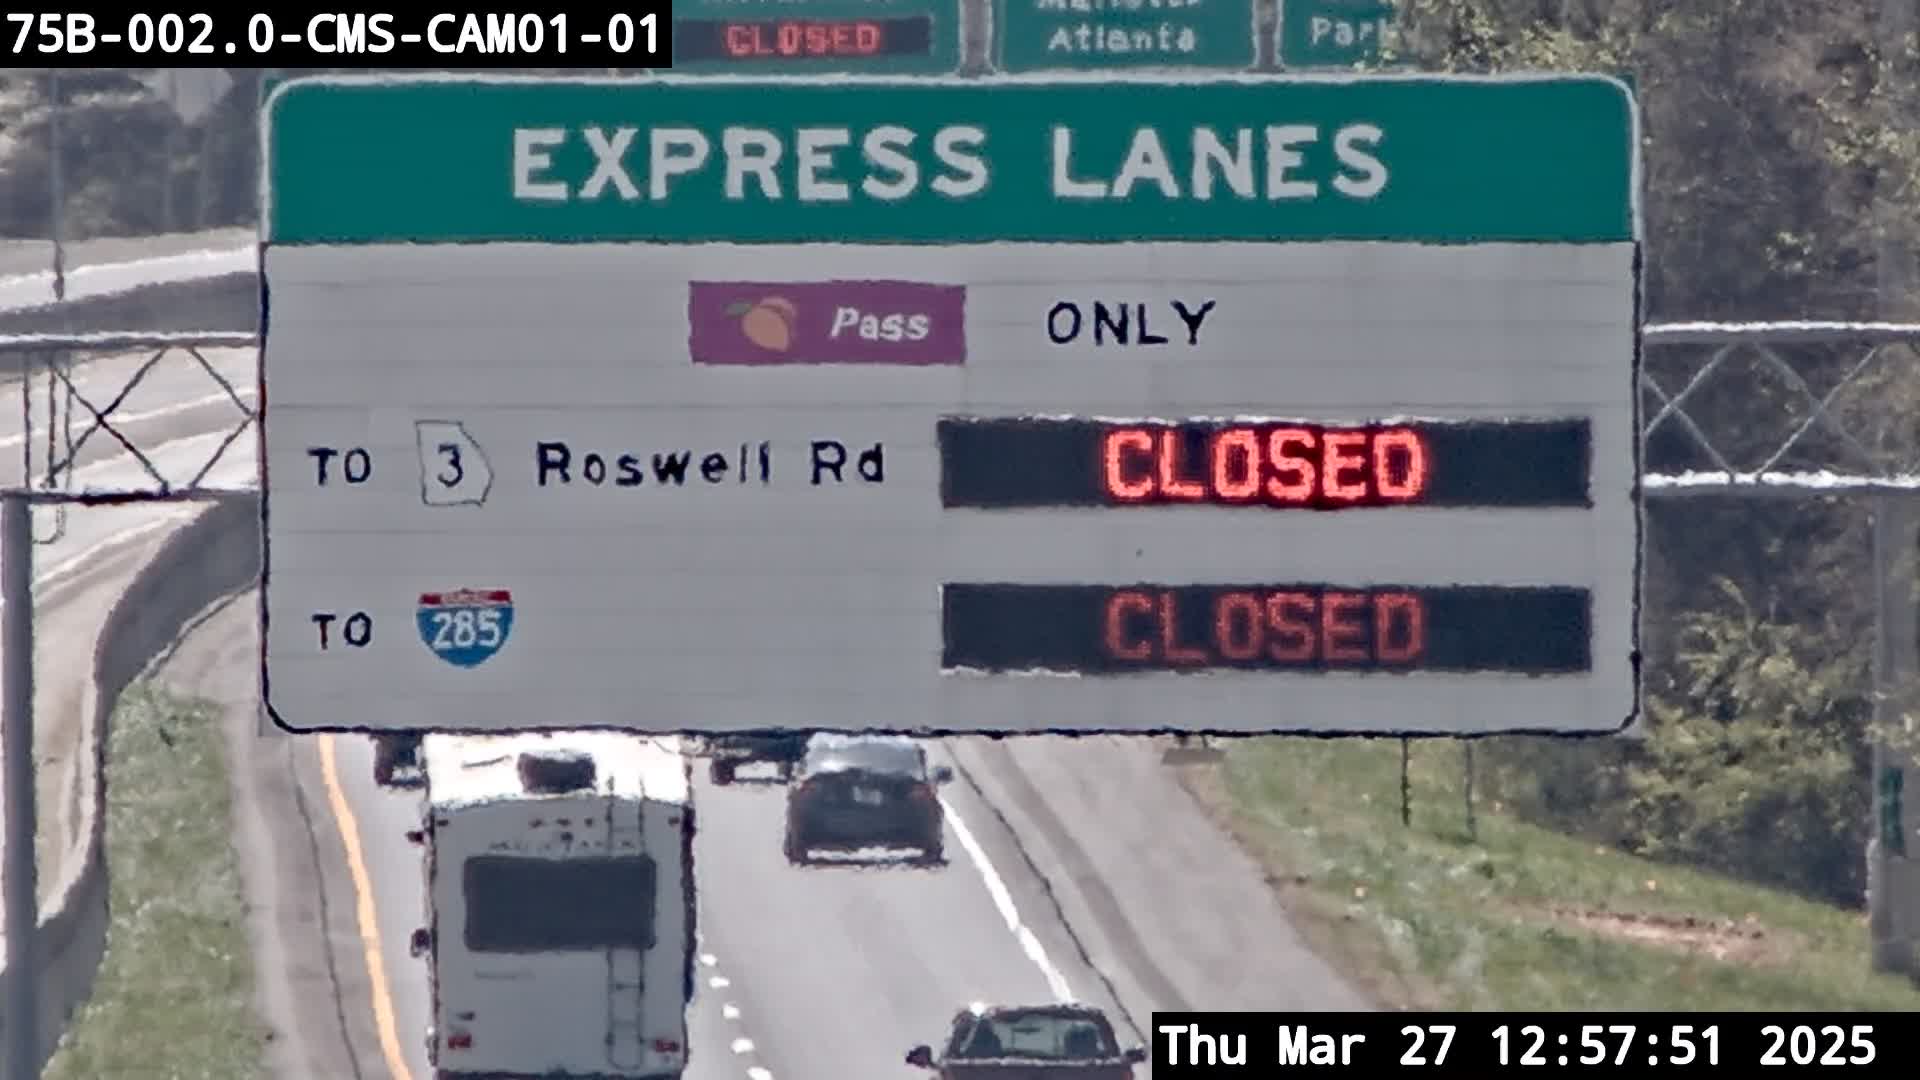 75B-002.0-CMS-CAM01-01
CLOSED
Atlanta
EXPRESS LANES
Pass ONLY
TO 3 Roswell Rd CLOSED
TO 285 CLOSED
Thu Mar 27 12:57:51 2025